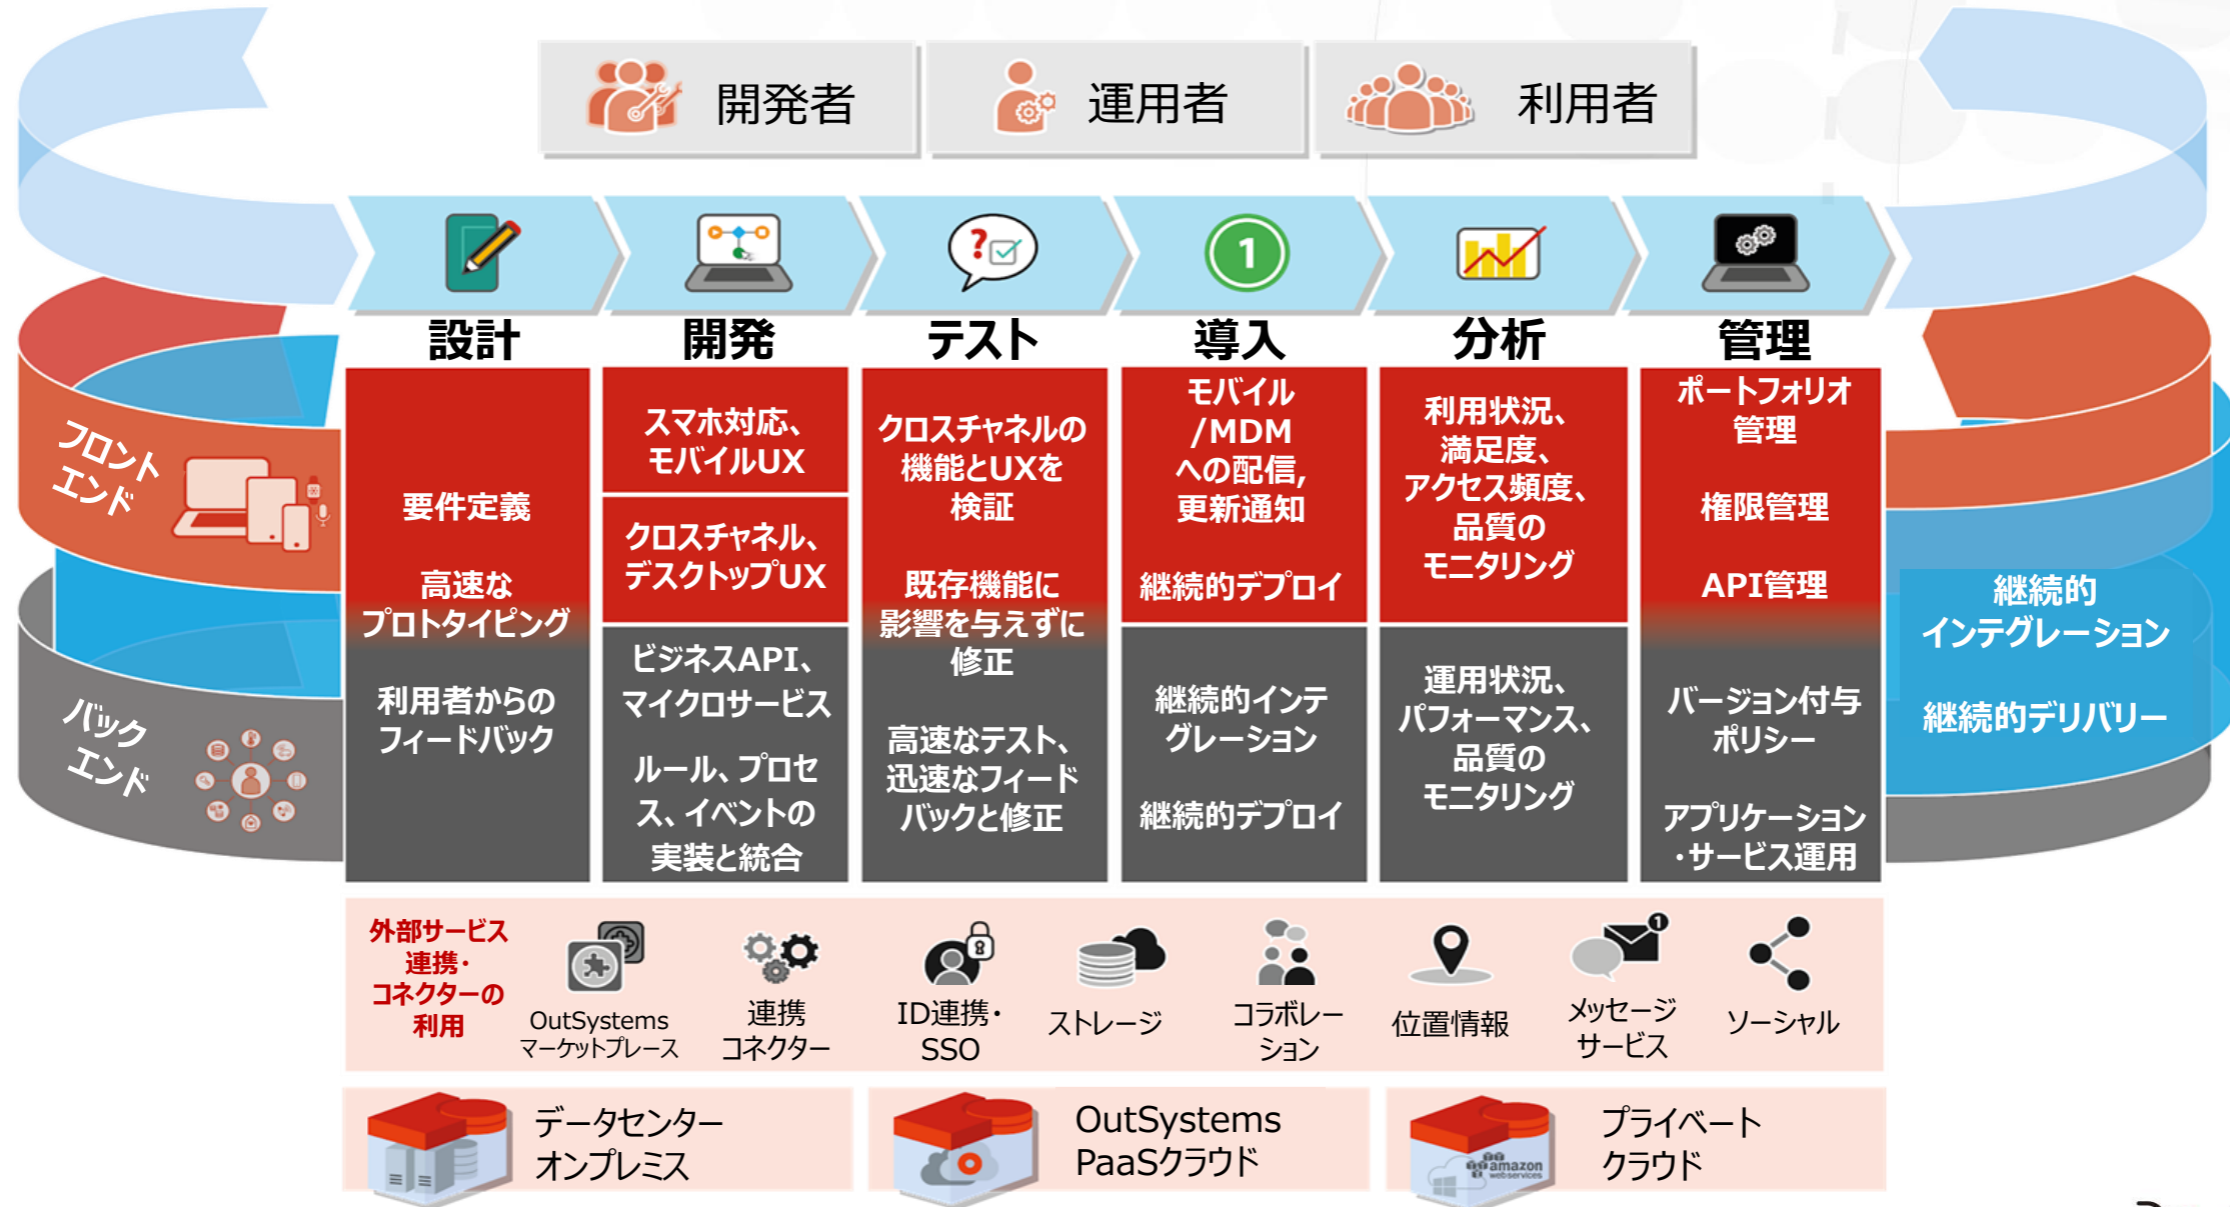 開発者
運用者
利用者
設計
開発
テスト
導入
分析
管理
フロント
エンド
バック
エンド
要件定義
高速な
プロトタイピング
利用者からの
フィードバック
スマホ対応、
モバイルUX
クロスチャネル、
デスクトップUX
ビジネスAPI、
マイクロサービス
ルール、プロセ
ス、イベントの
実装と統合
クロスチャネルの
機能とUXを
検証
既存機能に
影響を与えずに
修正
高速なテスト、
迅速なフィード
バックと修正
モバイル
/MDM
への配信,
更新通知
継続的デプロイ
継続的インテ
グレーション
継続的デプロイ
利用状況、
満足度、
アクセス頻度、
品質の
モニタリング
運用状況、
パフォーマンス、
品質の
モニタリング
ポートフォリオ
管理
権限管理
API管理
バージョン付与
ポリシー
アプリケーション
・サービス運用
継続的
インテグレーション
継続的デリバリー
外部サービス
連携・
コネクターの
利用
OutSystems
マーケットプレース
連携
コネクター
ID連携・
SSO
ストレージ
コラボレー
ション
位置情報
メッセージ
サービス
ソーシャル
データセンター
オンプレミス
OutSystems
PaaSクラウド
amazon
webservices
プライベート
クラウド